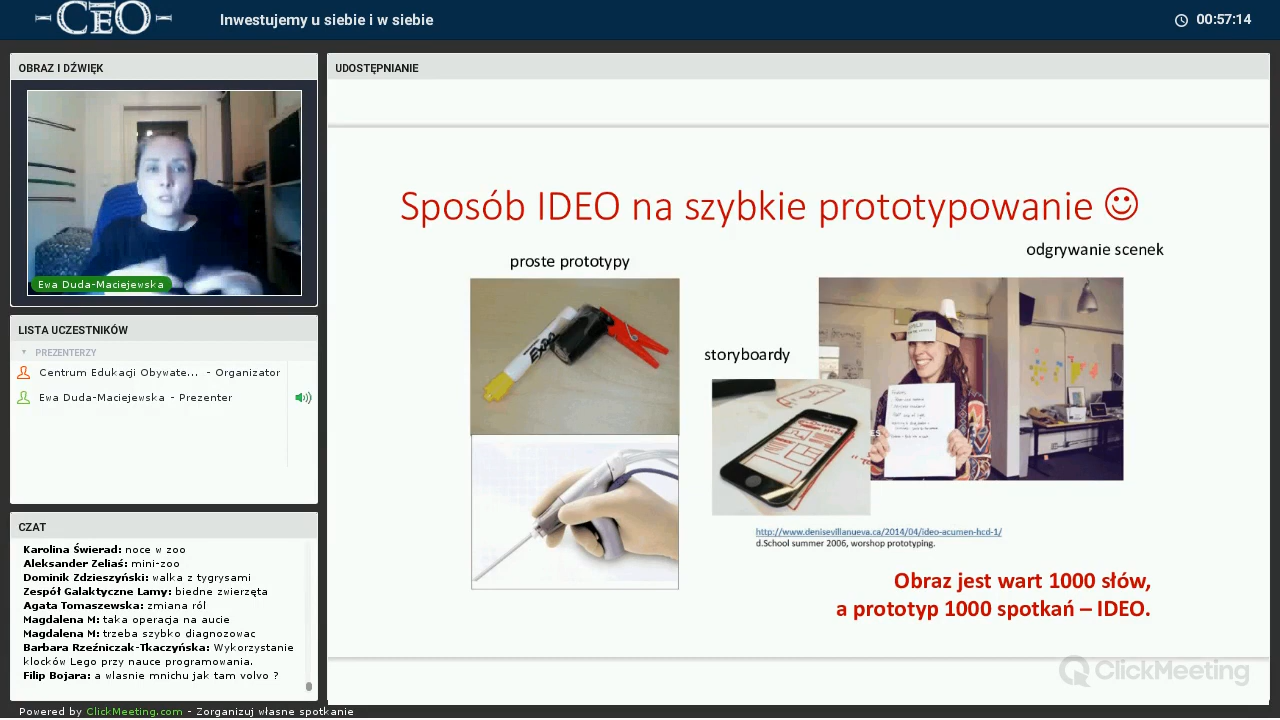 CEO
Inwestujemy u siebie i w siebie
00:57:14
OBRAZ I DŹWIĘK
Ewa Duda-Maciejewska
LISTA UCZESTNIKÓW
PREZENTERZY
Centrum Edukacji Obywate... - Organizator
Ewa Duda-Maciejewska - Prezenter
CZAT
Karolina Świerad: noce w zoo
Aleksander Zeliaś: mini-zoo
Dominik Zdzieszyński: walka z tygrysami
Zespół Galaktyczne Lamy: biedne zwierzęta
Agata Tomaszewska: zmiana ról
Magdalena M: taka operacja na aucie
Magdalena M: trzeba szybko diagnozowac
Barbara Rzeźniczak-Tkaczyńska: Wykorzystanie
klocków Lego przy nauce programowania.
Filip Bojara: a wlasnie mnichu jak tam volvo ?
Powered by ClickMeeting.com - Zorganizuj własne spotkanie
UDOSTĘPNIANIE
Sposób IDEO na szybkie prototypowanie ☺
proste prototypy
odgrywanie scenek
storyboardy
EXPO
http://www.denisevillanueva.ca/2014/04/ideo-acumen-hcd-1/
d.School summer 2006, worshop prototyping.
Obraz jest wart 1000 słów,
a prototyp 1000 spotkań – IDEO.
ClickMeeting